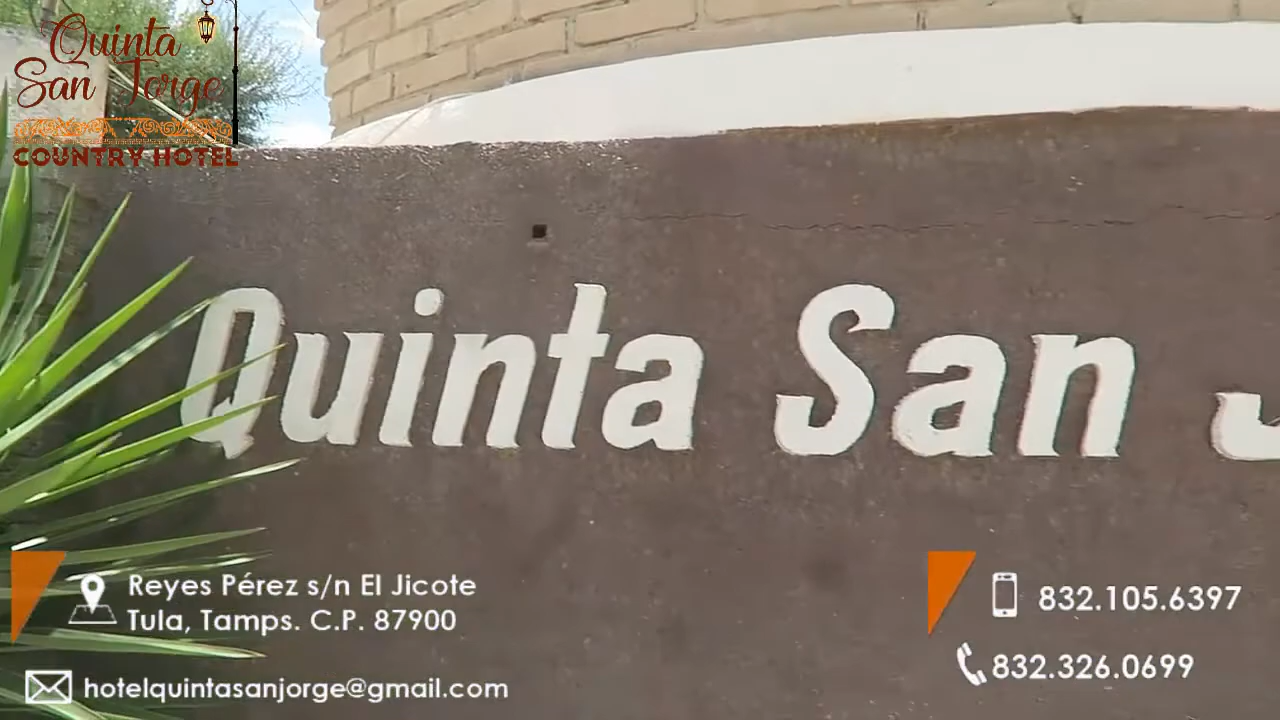 Quinta
San Jorge
COUNTRY HOTEL
Quinta San J
Reyes Pérez s/n El Jicote
Tula, Tamps. C.P. 87900
hotelquintasanjorge@gmail.com
832.105.6397
832.326.0699